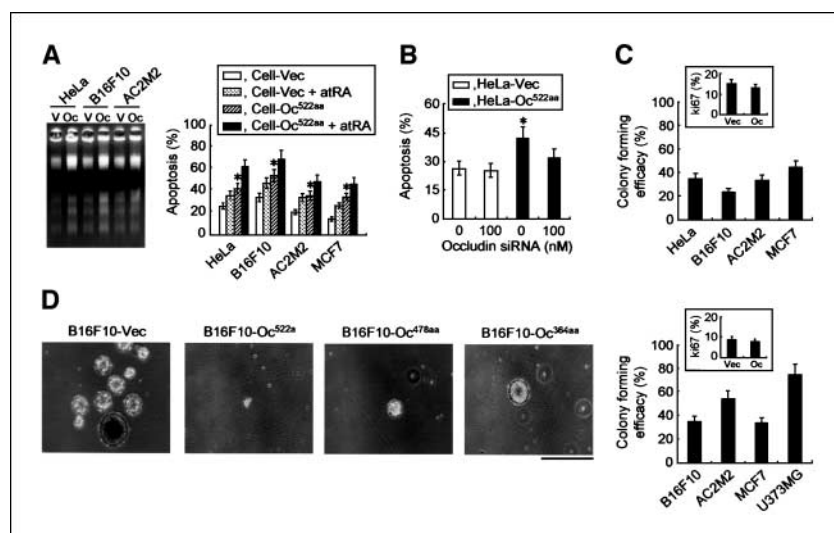 A
HeLa
B16F10
AC2M2
V Oc V Oc V Oc
, Cell-Vec
, Cell-Vec + atRA
, Cell-Oc522aa
, Cell-Oc522aa + atRA
Apoptosis (%)
100
80
60
40
20
* * * *
HeLa
B16F10
AC2M2
MCF7
B
,HeLa-Vec
,HeLa-Oc522aa
Apoptosis (%)
60
45
30
15
0
*
0 100 0 100
Occludin siRNA (nM)
C
ki67 (%)
20
10
0
Vec Oc
Colony forming efficacy (%)
100
80
60
40
20
0
HeLa
B16F10
AC2M2
MCF7
D
B16F10-Vec
B16F10-Oc522a
B16F10-Oc478aa
B16F10-Oc364aa
ki67 (%)
20
10
0
Vec Oc
Colony forming efficacy (%)
100
80
60
40
20
0
B16F10
AC2M2
MCF7
U373MG